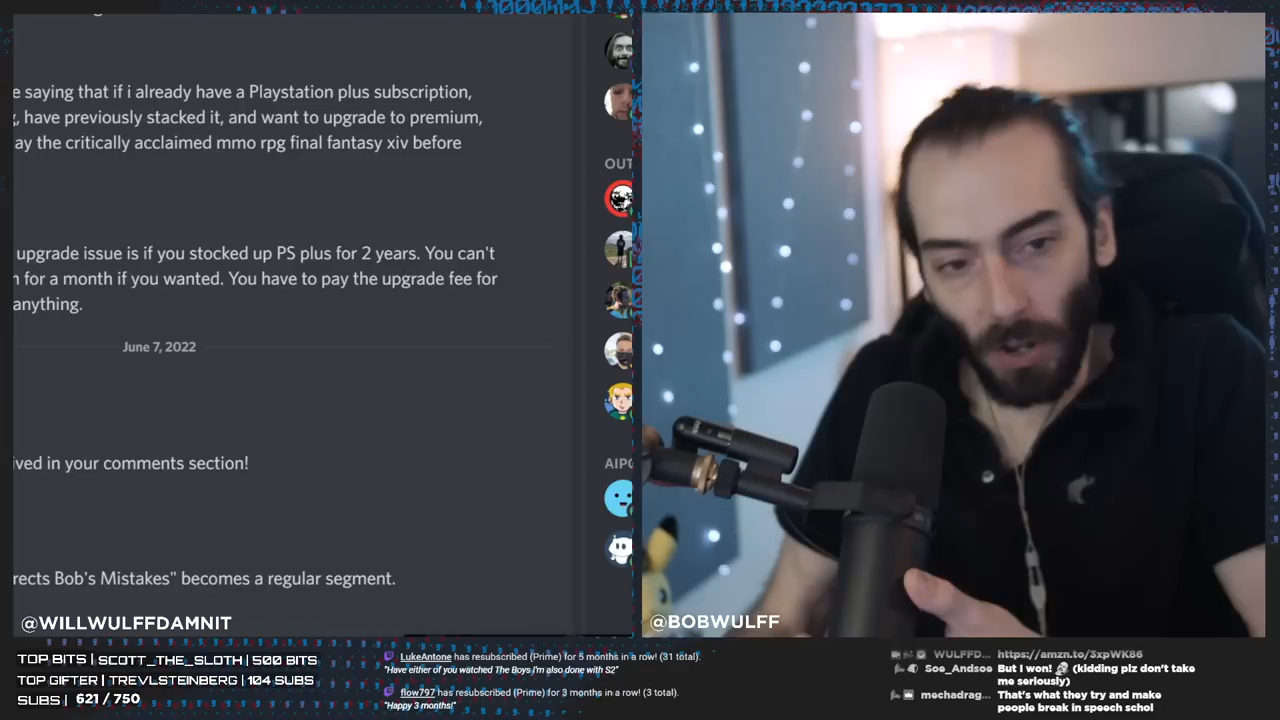 e saying that if i already have a Playstation plus subscription,
, have previously stacked it, and want to upgrade to premium,
ay the critically acclaimed mmo rpg final fantasy xiv before
OUT
upgrade issue is if you stocked up PS plus for 2 years. You can't
for a month if you wanted. You have to pay the upgrade fee for
anything.
June 7, 2022
ived in your comments section!
AIPO
rects Bob's Mistakes" becomes a regular segment.
@WILLWULFFDAMNIT
@BOBWULFF
TOP BITS | SCOTT_THE_SLOTH | 500 BITS
TOP GIFTER | TREVLSTEINBERG | 104 SUBS
SUBS | 621 / 750
LukeAntone has resubscribed (Prime) for 5 months in a row! (31 total).
"Have either of you watched The Boys I'm also done with S2"
flow797 has resubscribed (Prime) for 3 months in a row! (3 total).
"Happy 3 months!"
WULFFD... https://amzn.to/3xpWK86
Soe_Andsoe But I won! (kidding plz don't take
me seriously)
mechadrag... That's what they try and make
people break in speech schol